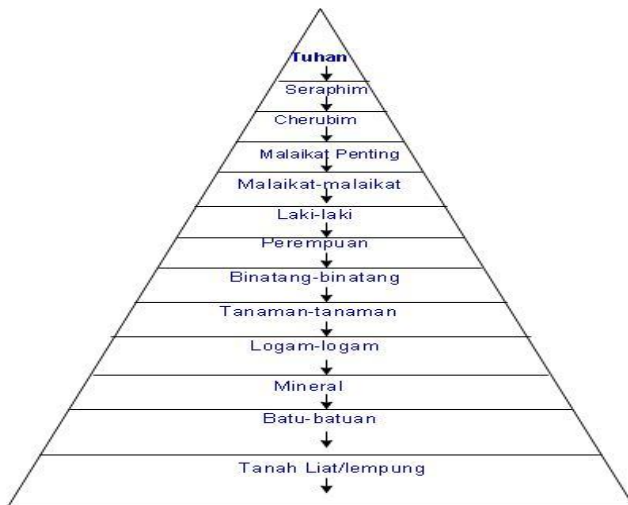 Tuhan
Seraphim
Cherubim
Malaikat Penting
Malaikat-malaikat
Laki-laki
Perempuan
Binatang-binatang
Tanaman-tanaman
Logam-logam
Mineral
Batu-batuan
Tanah Liat/lempung